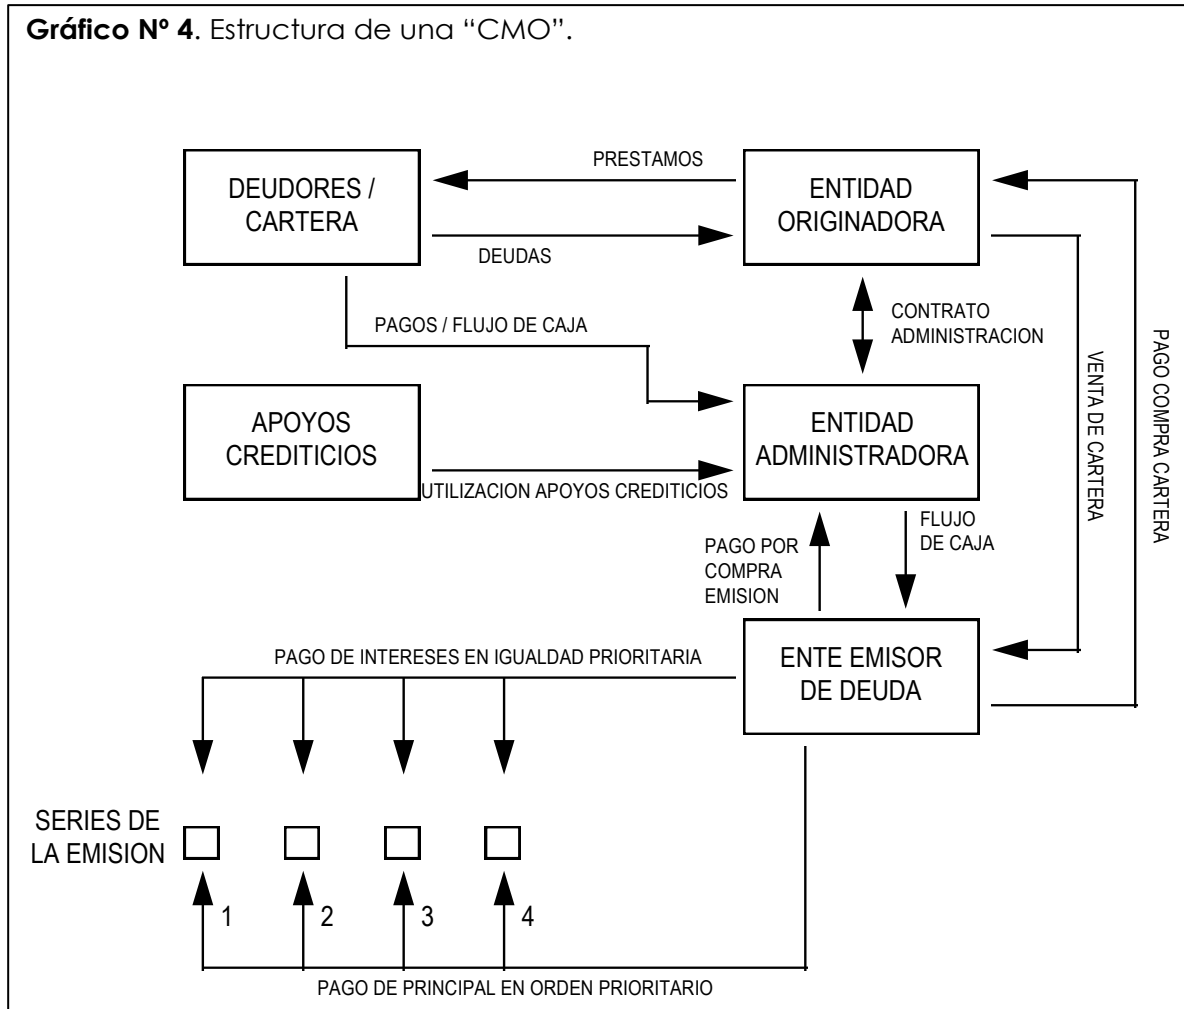 Gráfico Nº 4. Estructura de una “CMO”.
PRESTAMOS
DEUDORES /
CARTERA
ENTIDAD
ORIGINADORA
DEUDAS
PAGOS / FLUJO DE CAJA
CONTRATO
ADMINISTRACION
VENTA DE CARTERA
PAGO COMPRA CARTERA
APOYOS
CREDITICIOS
ENTIDAD
ADMINISTRADORA
UTILIZACION APOYOS CREDITICIOS
PAGO POR
COMPRA
EMISION
FLUJO
DE CAJA
PAGO DE INTERESES EN IGUALDAD PRIORITARIA
ENTE EMISOR
DE DEUDA
SERIES DE
LA EMISION
1
2
3
4
PAGO DE PRINCIPAL EN ORDEN PRIORITARIO